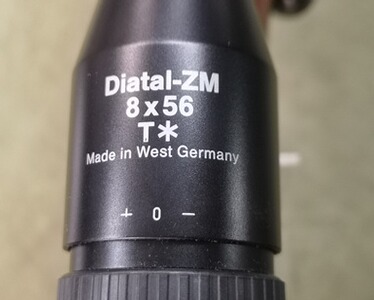 Diatal-ZM
8x56
T*
Made in West Germany
+ 0 -